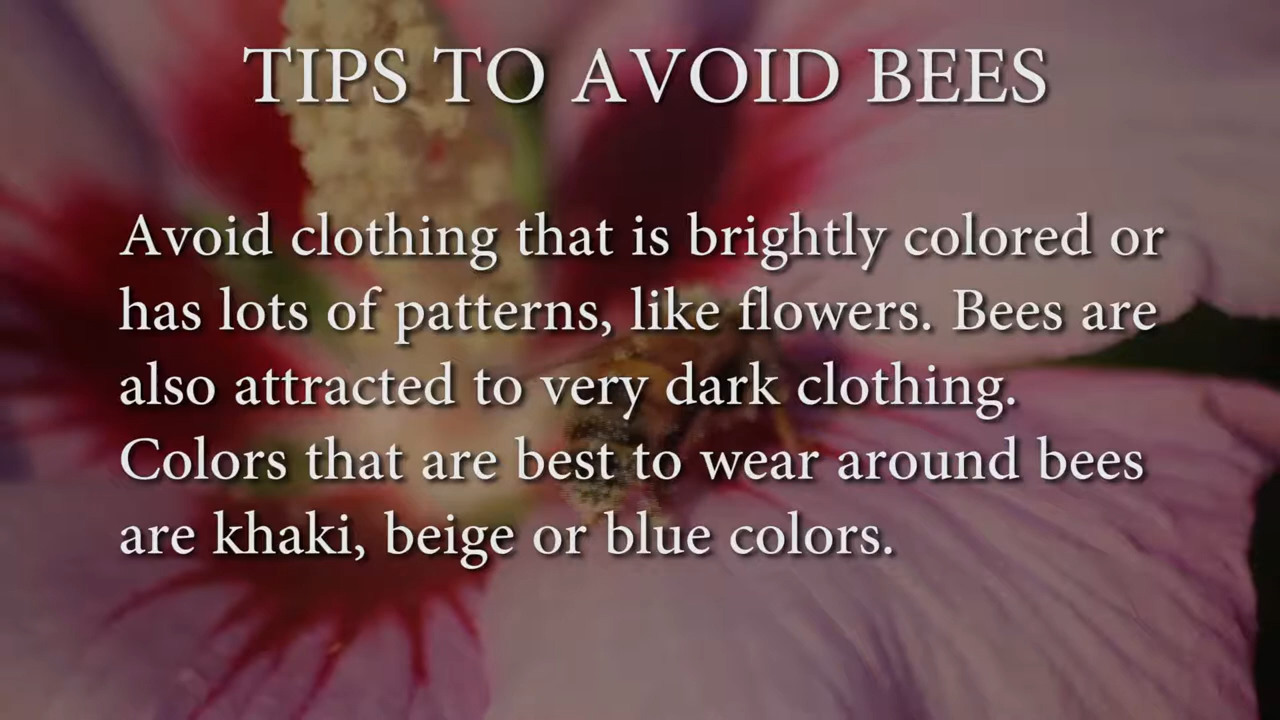 TIPS TO AVOID BEES
Avoid clothing that is brightly colored or
has lots of patterns, like flowers. Bees are
also attracted to very dark clothing.
Colors that are best to wear around bees
are khaki, beige or blue colors.